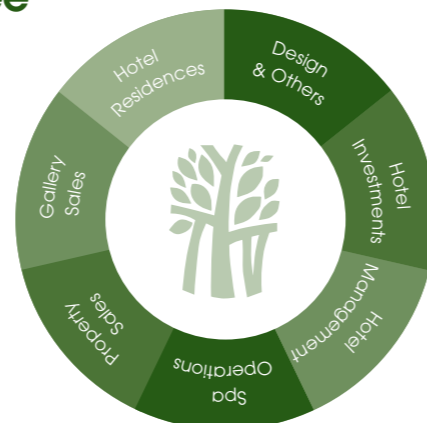 Design
& Others
Hotel
Investments
Hotel
Management
Spa
Operations
Property
Sales
Gallery
Sales
Hotel
Residences